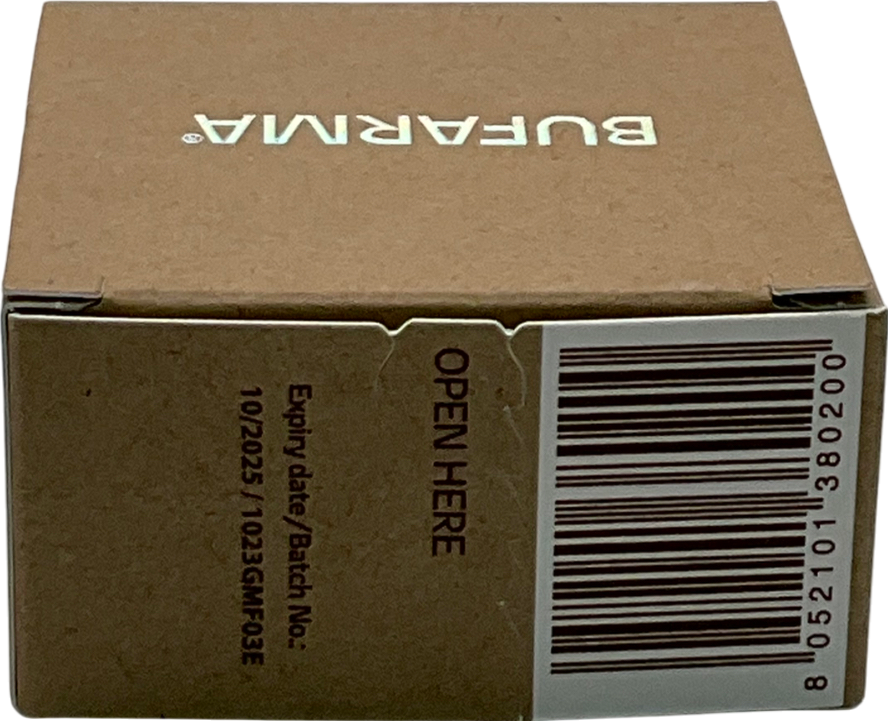 BUFARMA®
OPEN HERE
Expiry date/Batch No.:
10/2025 / 1023GMF03E
8 052101 380200